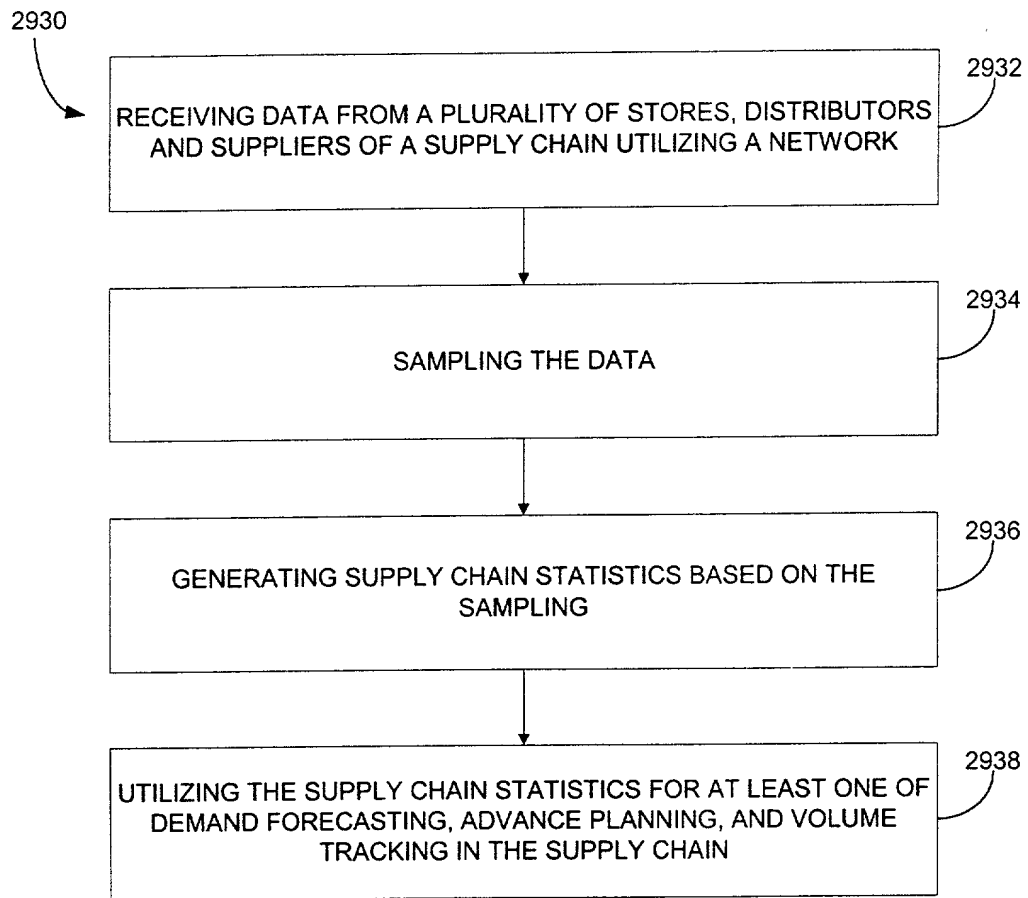 2930
2932
RECEIVING DATA FROM A PLURALITY OF STORES, DISTRIBUTORS
AND SUPPLIERS OF A SUPPLY CHAIN UTILIZING A NETWORK
2934
SAMPLING THE DATA
2936
GENERATING SUPPLY CHAIN STATISTICS BASED ON THE
SAMPLING
2938
UTILIZING THE SUPPLY CHAIN STATISTICS FOR AT LEAST ONE OF
DEMAND FORECASTING, ADVANCE PLANNING, AND VOLUME
TRACKING IN THE SUPPLY CHAIN